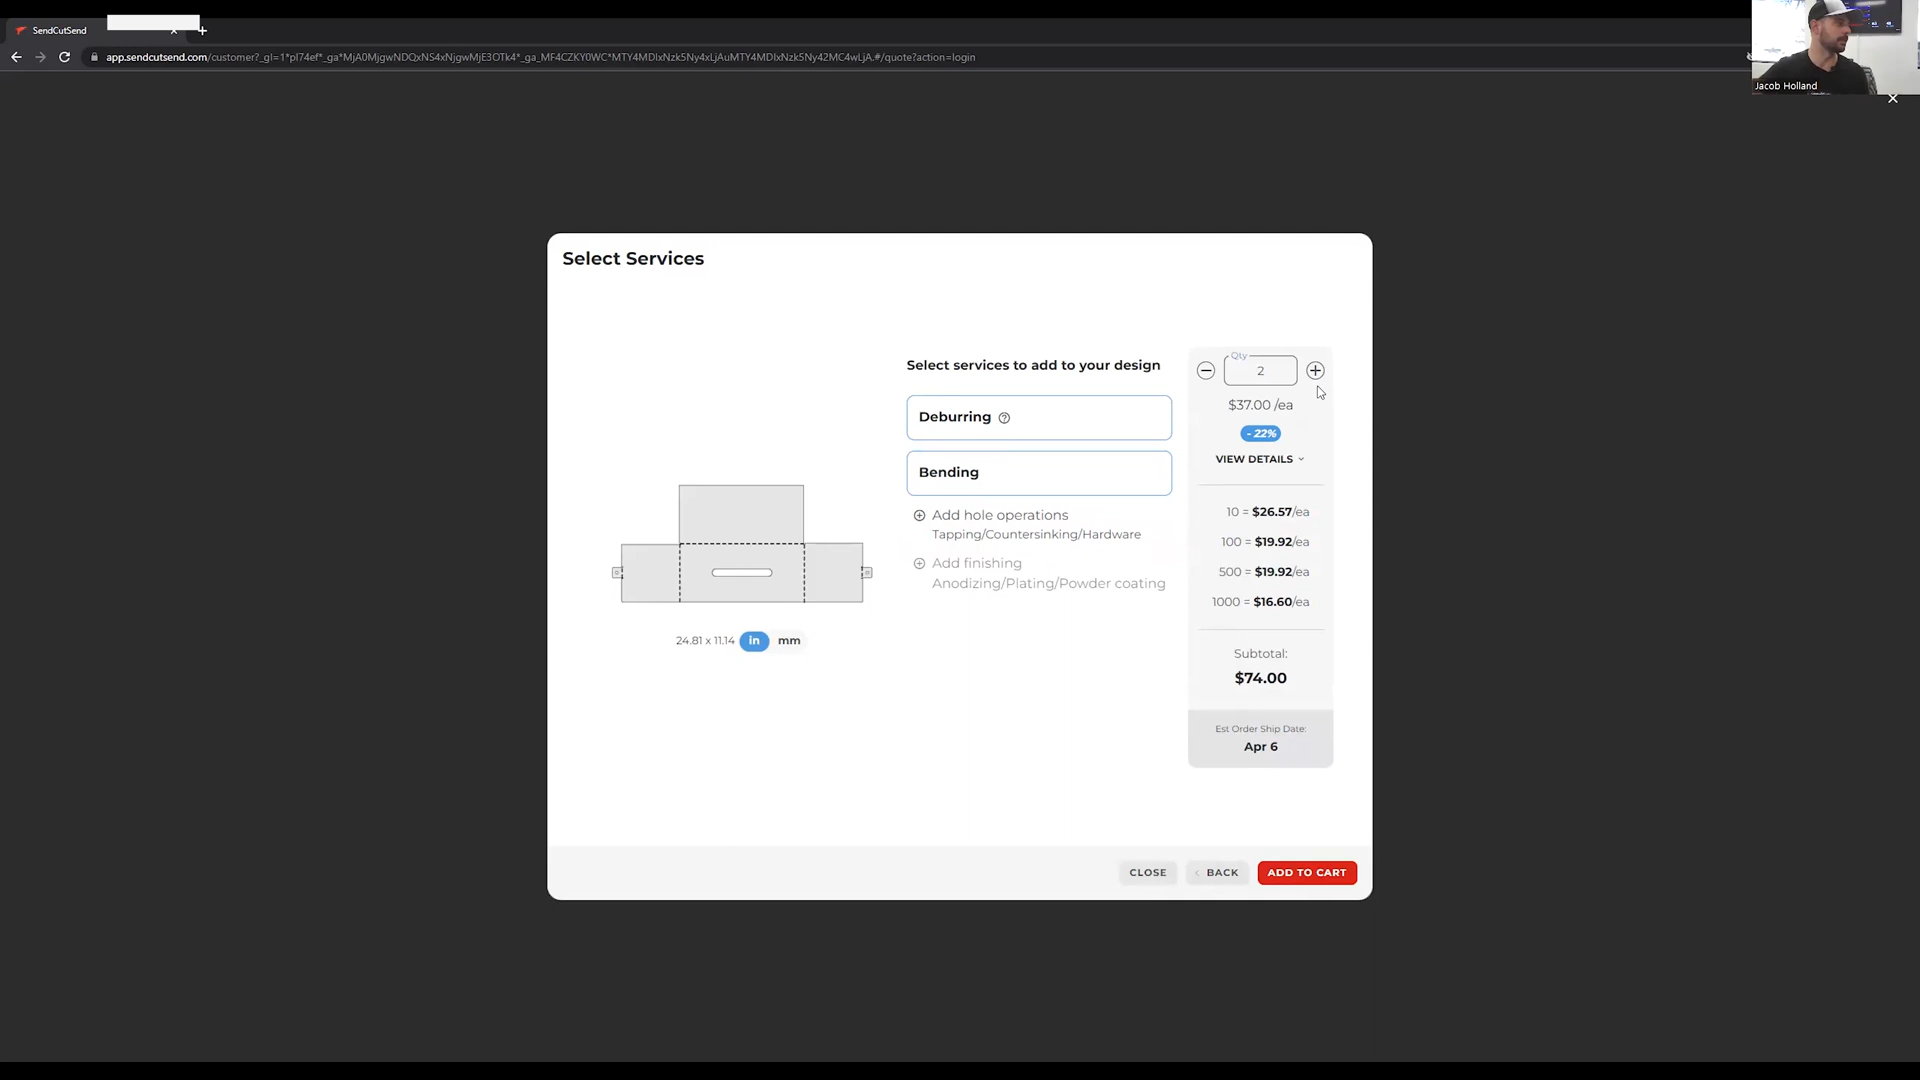 SendCutSend
app.sendcutsend.com/customer?_gl=1*pl74ef*_ga*MjA0MjgwNDQxNS4xNjgwMjE3OTk4*_ga_MF4CZKY0WC*MTY4MDIxNzk5Ny4xLjAuMTY4MDIxNzk5Ny42MC4wLjA.#/quote?action=login
Jacob Holland
Select Services
Select services to add to your design
Deburring
Bending
Add hole operations
Tapping/Countersinking/Hardware
Add finishing
Anodizing/Plating/Powder coating
24.81 x 11.14 in mm
Qty
2
$37.00 /ea
- 22%
VIEW DETAILS
10 = $26.57/ea
100 = $19.92/ea
500 = $19.92/ea
1000 = $16.60/ea
Subtotal:
$74.00
Est Order Ship Date:
Apr 6
CLOSE
BACK
ADD TO CART